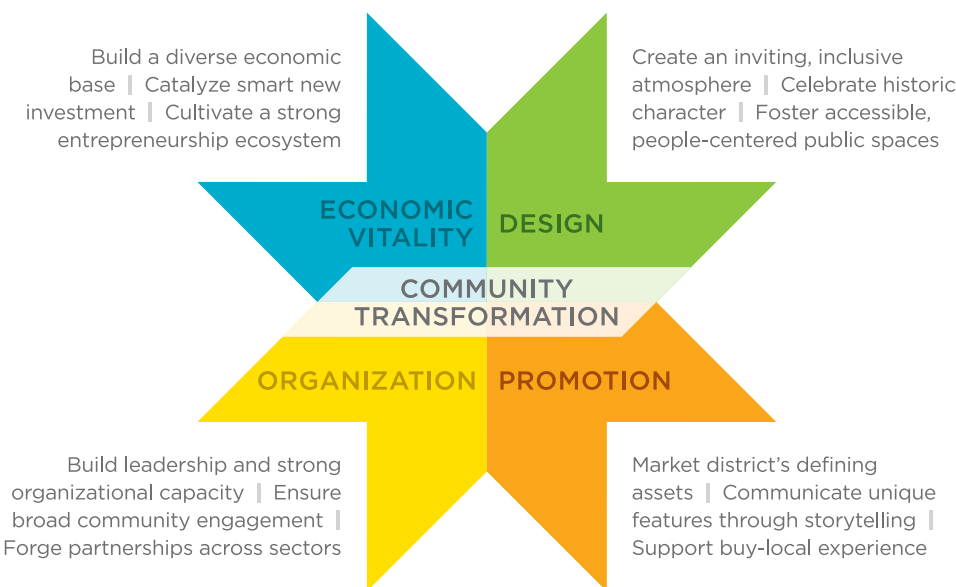 Build a diverse economic
base | Catalyze smart new
investment | Cultivate a strong
entrepreneurship ecosystem
Create an inviting, inclusive
atmosphere | Celebrate historic
character | Foster accessible,
people-centered public spaces
ECONOMIC
VITALITY
DESIGN
COMMUNITY
TRANSFORMATION
ORGANIZATION
PROMOTION
Build leadership and strong
organizational capacity | Ensure
broad community engagement |
Forge partnerships across sectors
Market district’s defining
assets | Communicate unique
features through storytelling |
Support buy-local experience